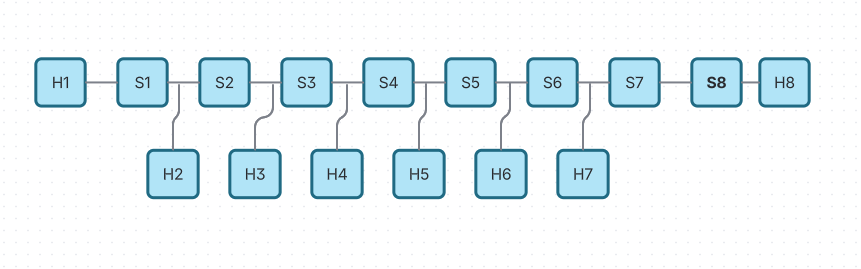 H1 S1 S2 S3 S4 S5 S6 S7 S8 H8
H2 H3 H4 H5 H6 H7